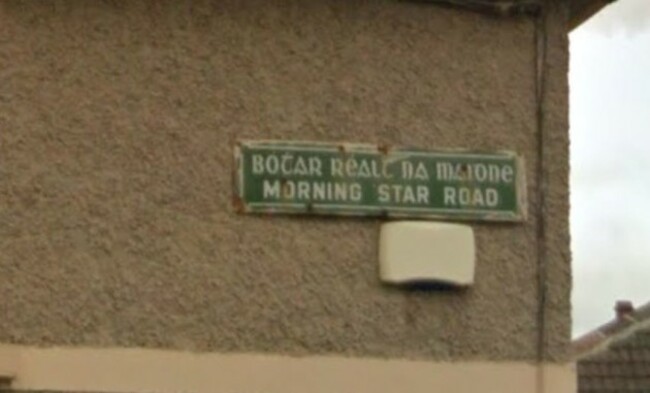 BOṪAR RÉALT NA MAIDNE
MORNING STAR ROAD